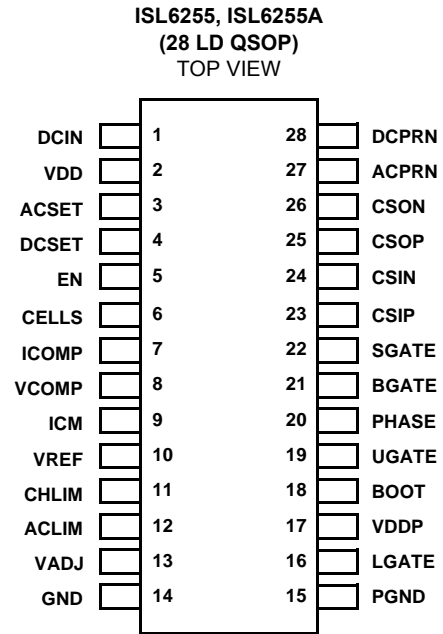 ISL6255, ISL6255A
(28 LD QSOP)
TOP VIEW
DCIN 1 28 DCPRN
VDD 2 27 ACPRN
ACSET 3 26 CSON
DCSET 4 25 CSOP
EN 5 24 CSIN
CELLS 6 23 CSIP
ICOMP 7 22 SGATE
VCOMP 8 21 BGATE
ICM 9 20 PHASE
VREF 10 19 UGATE
CHLIM 11 18 BOOT
ACLIM 12 17 VDDP
VADJ 13 16 LGATE
GND 14 15 PGND